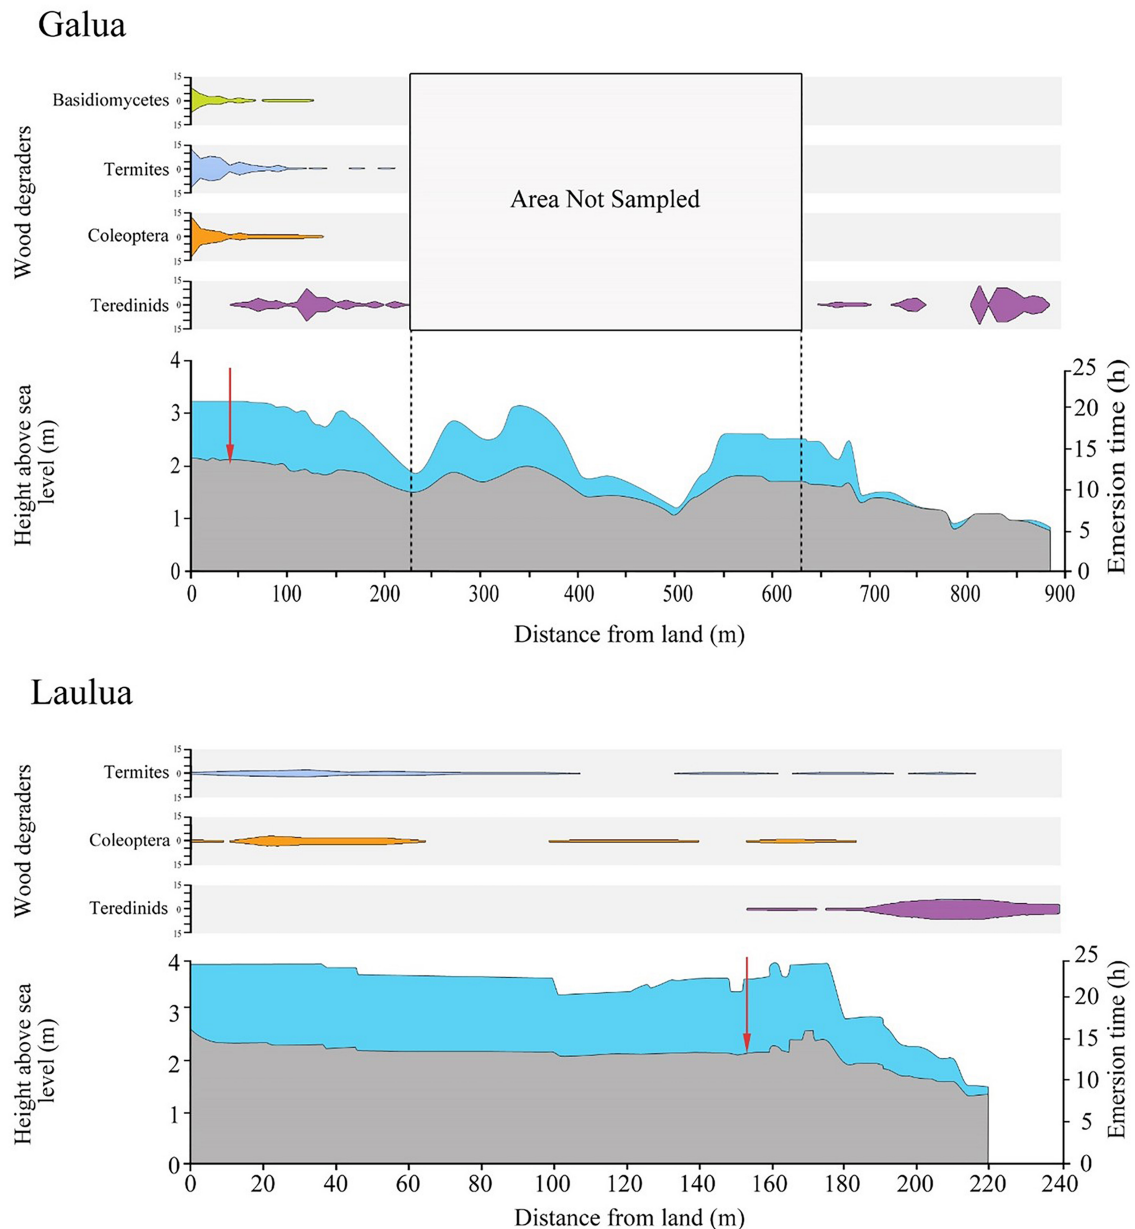 Galua
Wood degraders
Basidiomycetes
15
0
15
Termites
15
0
15
Coleoptera
15
0
15
Teredinids
15
0
15
Area Not Sampled
Height above sea
level (m)
4
3
2
1
0
25
20
15
10
5
0
Emersion time (h)
0 100 200 300 400 500 600 700 800 900
Distance from land (m)
Laulua
Wood degraders
Termites
15
0
15
Coleoptera
15
0
15
Teredinids
15
0
15
Height above sea
level (m)
4
3
2
1
0
25
20
15
10
5
0
Emersion time (h)
0 20 40 60 80 100 120 140 160 180 200 220 240
Distance from land (m)